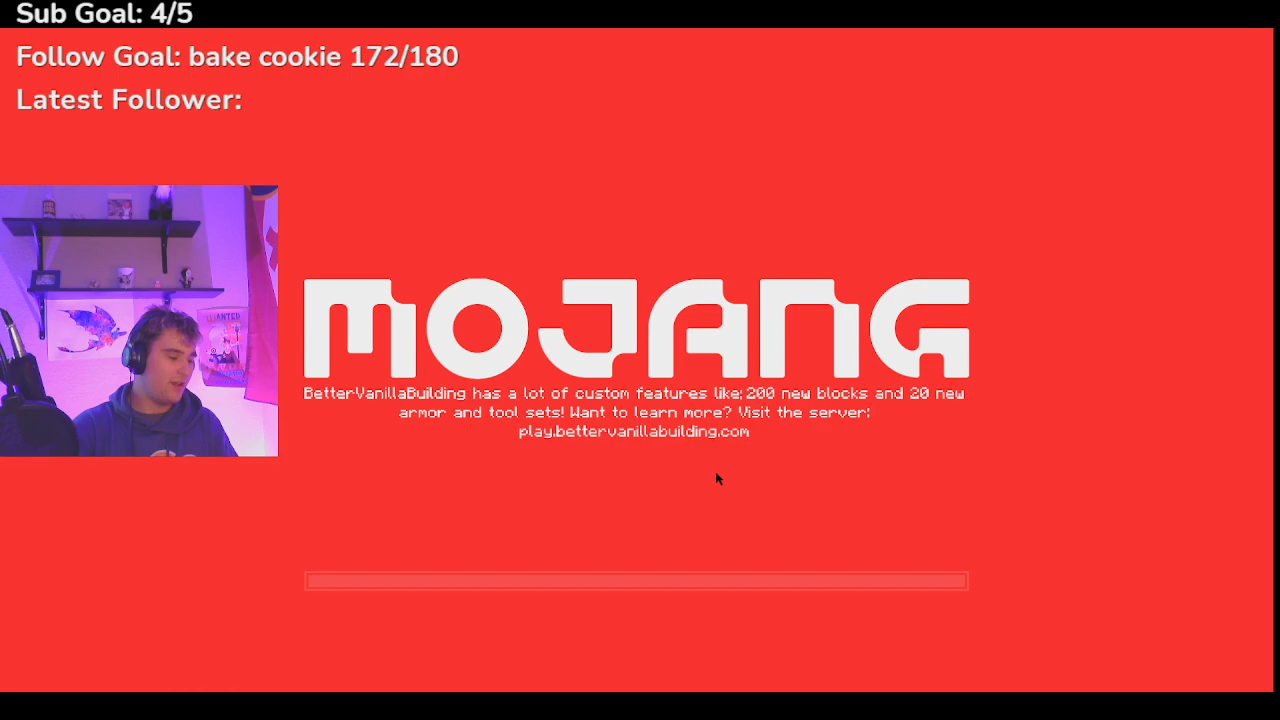 Sub Goal: 4/5
Follow Goal: bake cookie 172/180
Latest Follower:
WANTED
MOJANG
BetterVanillaBuilding has a lot of custom features like: 200 new blocks and 20 new
armor and tool sets! Want to learn more? Visit the server:
play.bettervanillabuilding.com